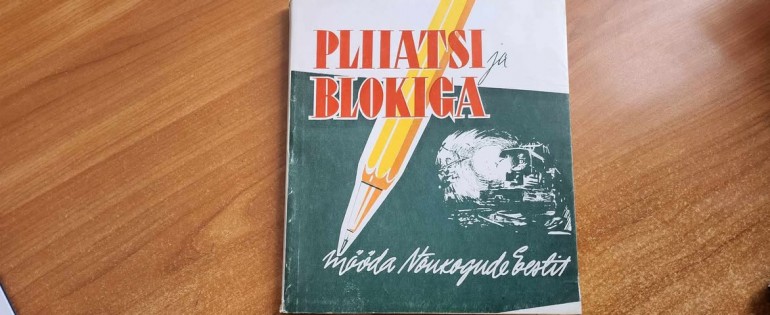 PLIIATSI ja
BLOKIGA
mööda Nõukogude Eestit